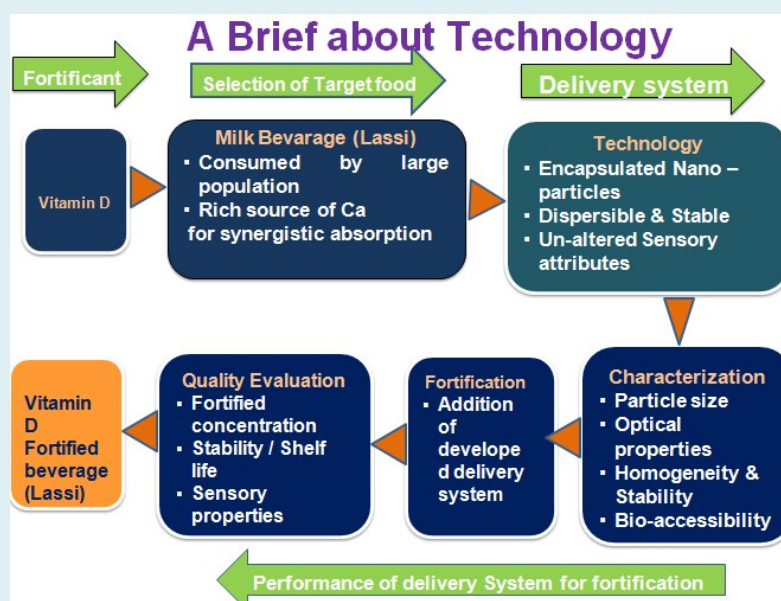 A Brief about Technology
Fortificant
Selection of Target food
Delivery system
Vitamin D
Milk Bevarage (Lassi)
▪ Consumed by large
population
▪ Rich source of Ca
for synergistic absorption
Technology
▪ Encapsulated Nano –
particles
▪ Dispersible & Stable
▪ Un-altered Sensory
attributes
Characterization
▪ Particle size
▪ Optical
properties
▪ Homogeneity &
Stability
▪ Bio-accessibility
Fortification
▪ Addition
of
develope
d delivery
system
Quality Evaluation
▪ Fortified
concentration
▪ Stability / Shelf
life
▪ Sensory
properties
Vitamin
D
Fortified
beverage
(Lassi)
Performance of delivery System for fortification